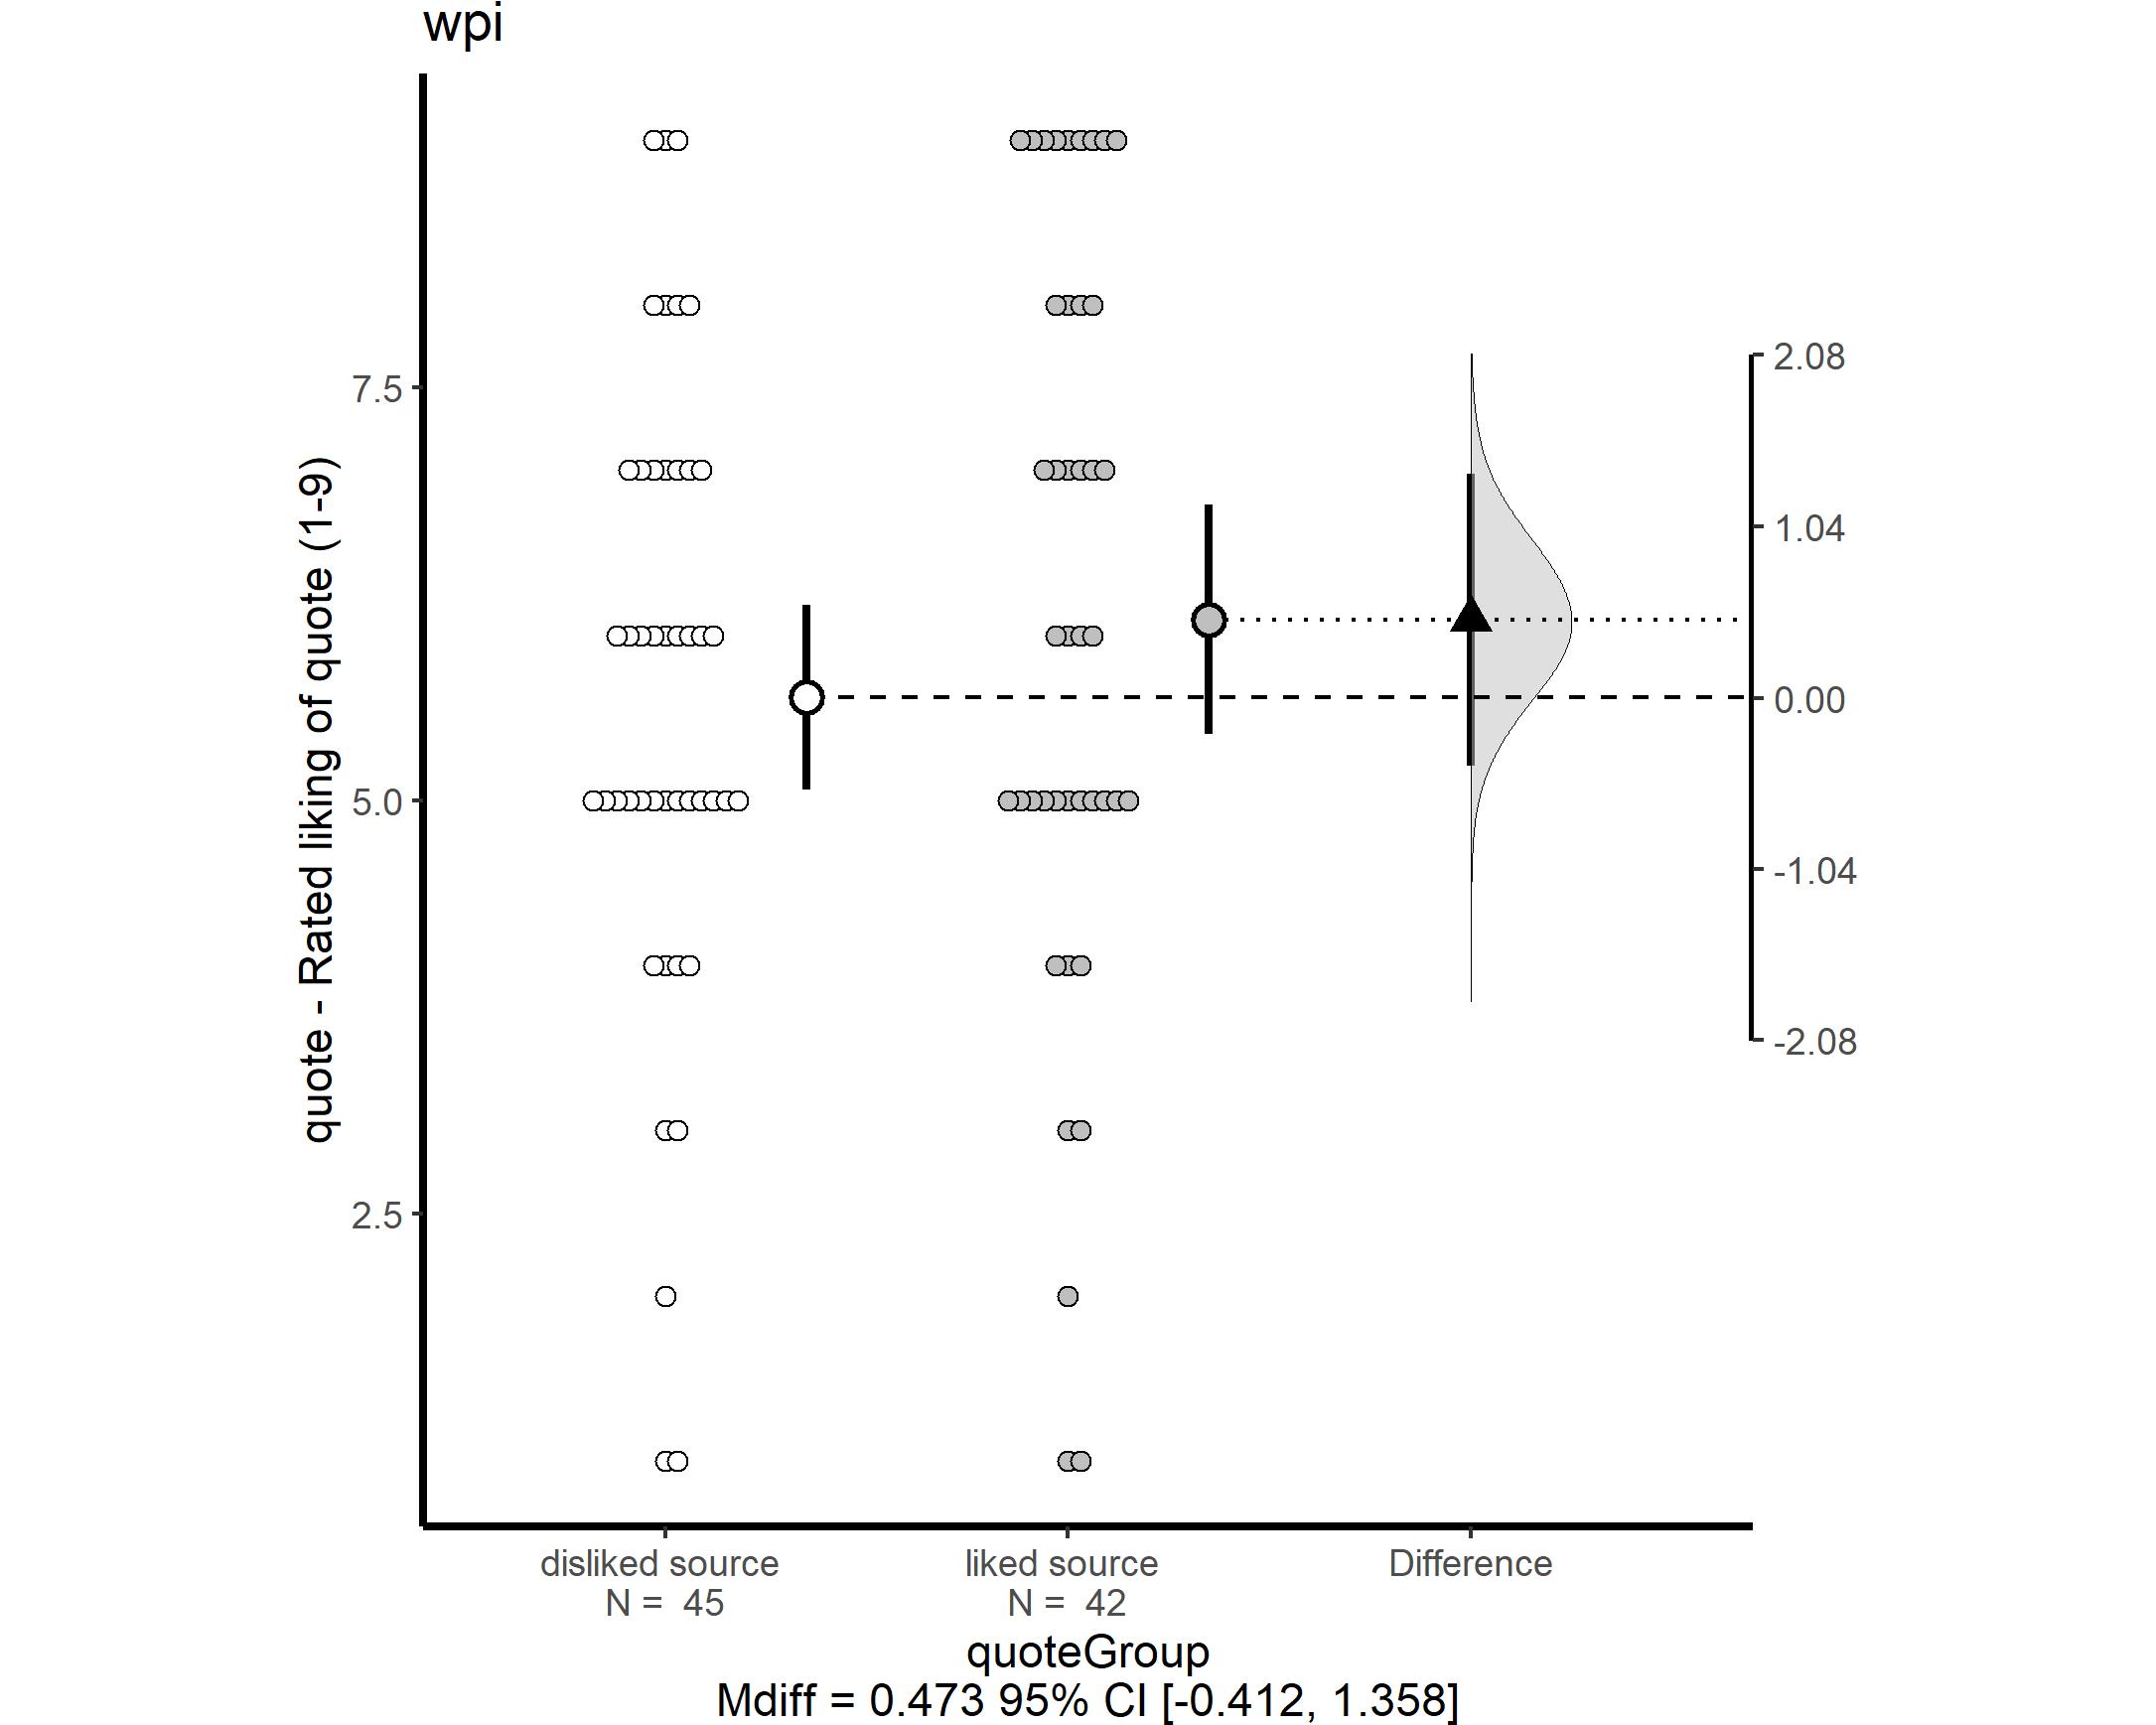 wpi
quote - Rated liking of quote (1-9)
7.5
5.0
2.5
2.08
1.04
0.00
-1.04
-2.08
disliked source
N =  45
liked source
N =  42
Difference
quoteGroup
Mdiff = 0.473 95% CI [-0.412, 1.358]